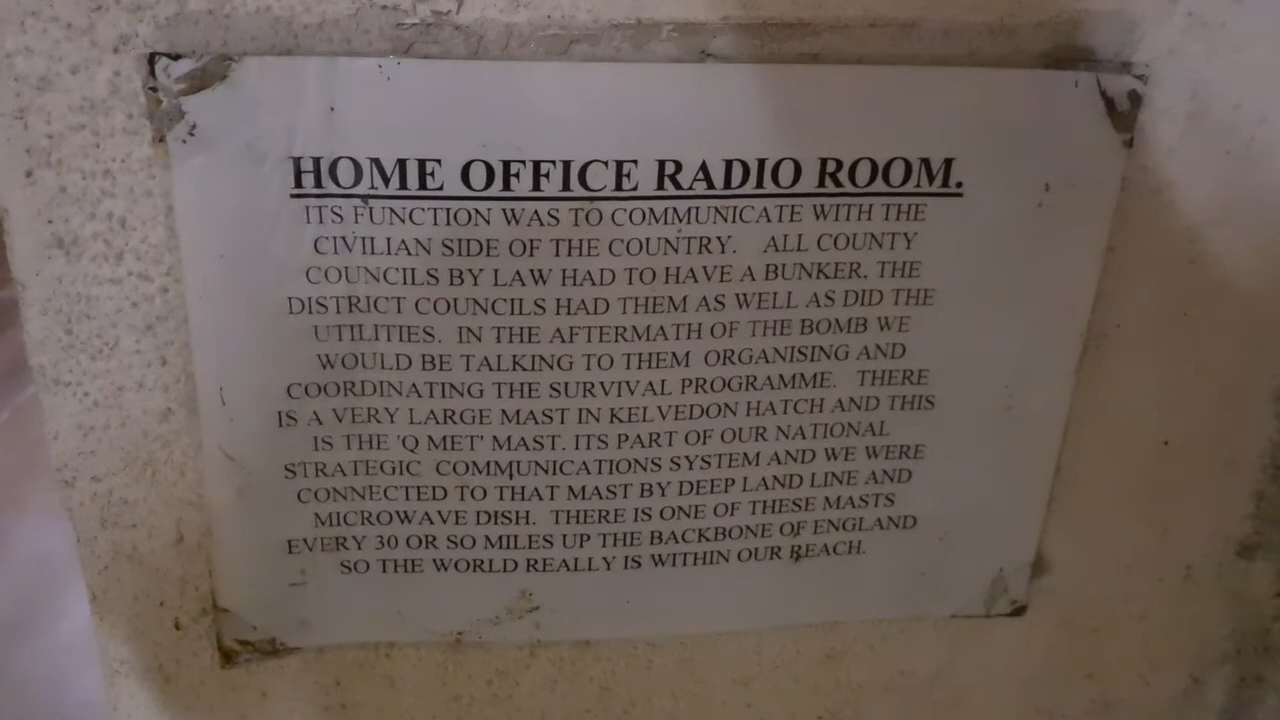 HOME OFFICE RADIO ROOM.
ITS FUNCTION WAS TO COMMUNICATE WITH THE
CIVILIAN SIDE OF THE COUNTRY. ALL COUNTY
COUNCILS BY LAW HAD TO HAVE A BUNKER. THE
DISTRICT COUNCILS HAD THEM AS WELL AS DID THE
UTILITIES. IN THE AFTERMATH OF THE BOMB WE
WOULD BE TALKING TO THEM ORGANISING AND
COORDINATING THE SURVIVAL PROGRAMME. THERE
IS A VERY LARGE MAST IN KELVEDON HATCH AND THIS
IS THE 'Q MET' MAST. ITS PART OF OUR NATIONAL
STRATEGIC COMMUNICATIONS SYSTEM AND WE WERE
CONNECTED TO THAT MAST BY DEEP LAND LINE AND
MICROWAVE DISH. THERE IS ONE OF THESE MASTS
EVERY 30 OR SO MILES UP THE BACKBONE OF ENGLAND
SO THE WORLD REALLY IS WITHIN OUR REACH.